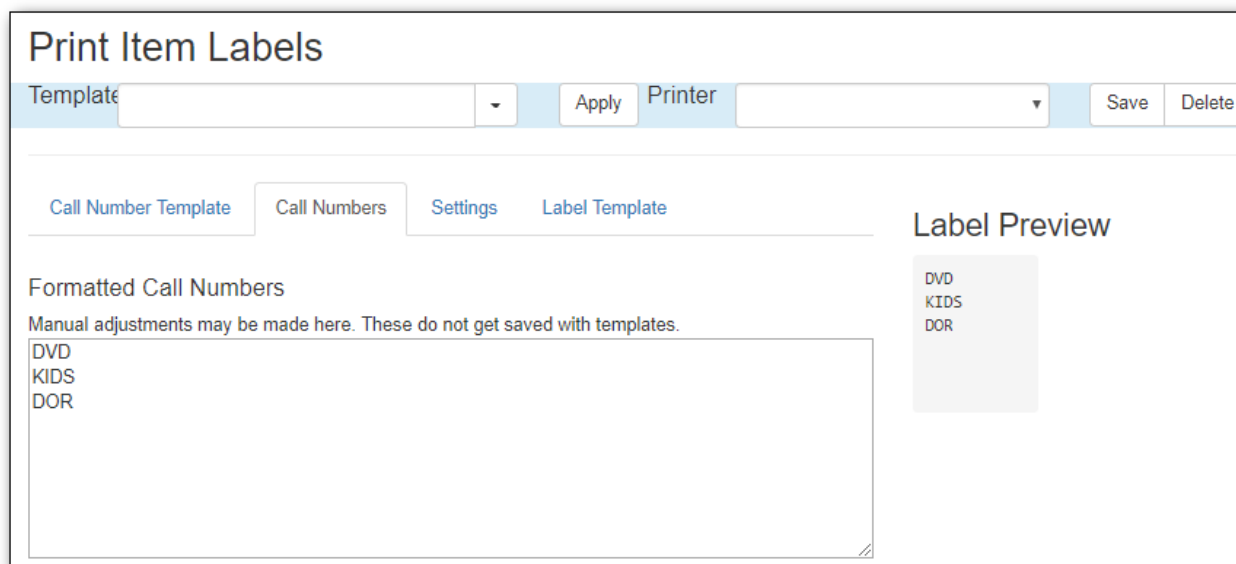 Print Item Labels
Template Apply Printer Save Delete
Call Number Template Call Numbers Settings Label Template
Label Preview
Formatted Call Numbers
Manual adjustments may be made here. These do not get saved with templates.
DVD
KIDS
DOR
DVD
KIDS
DOR